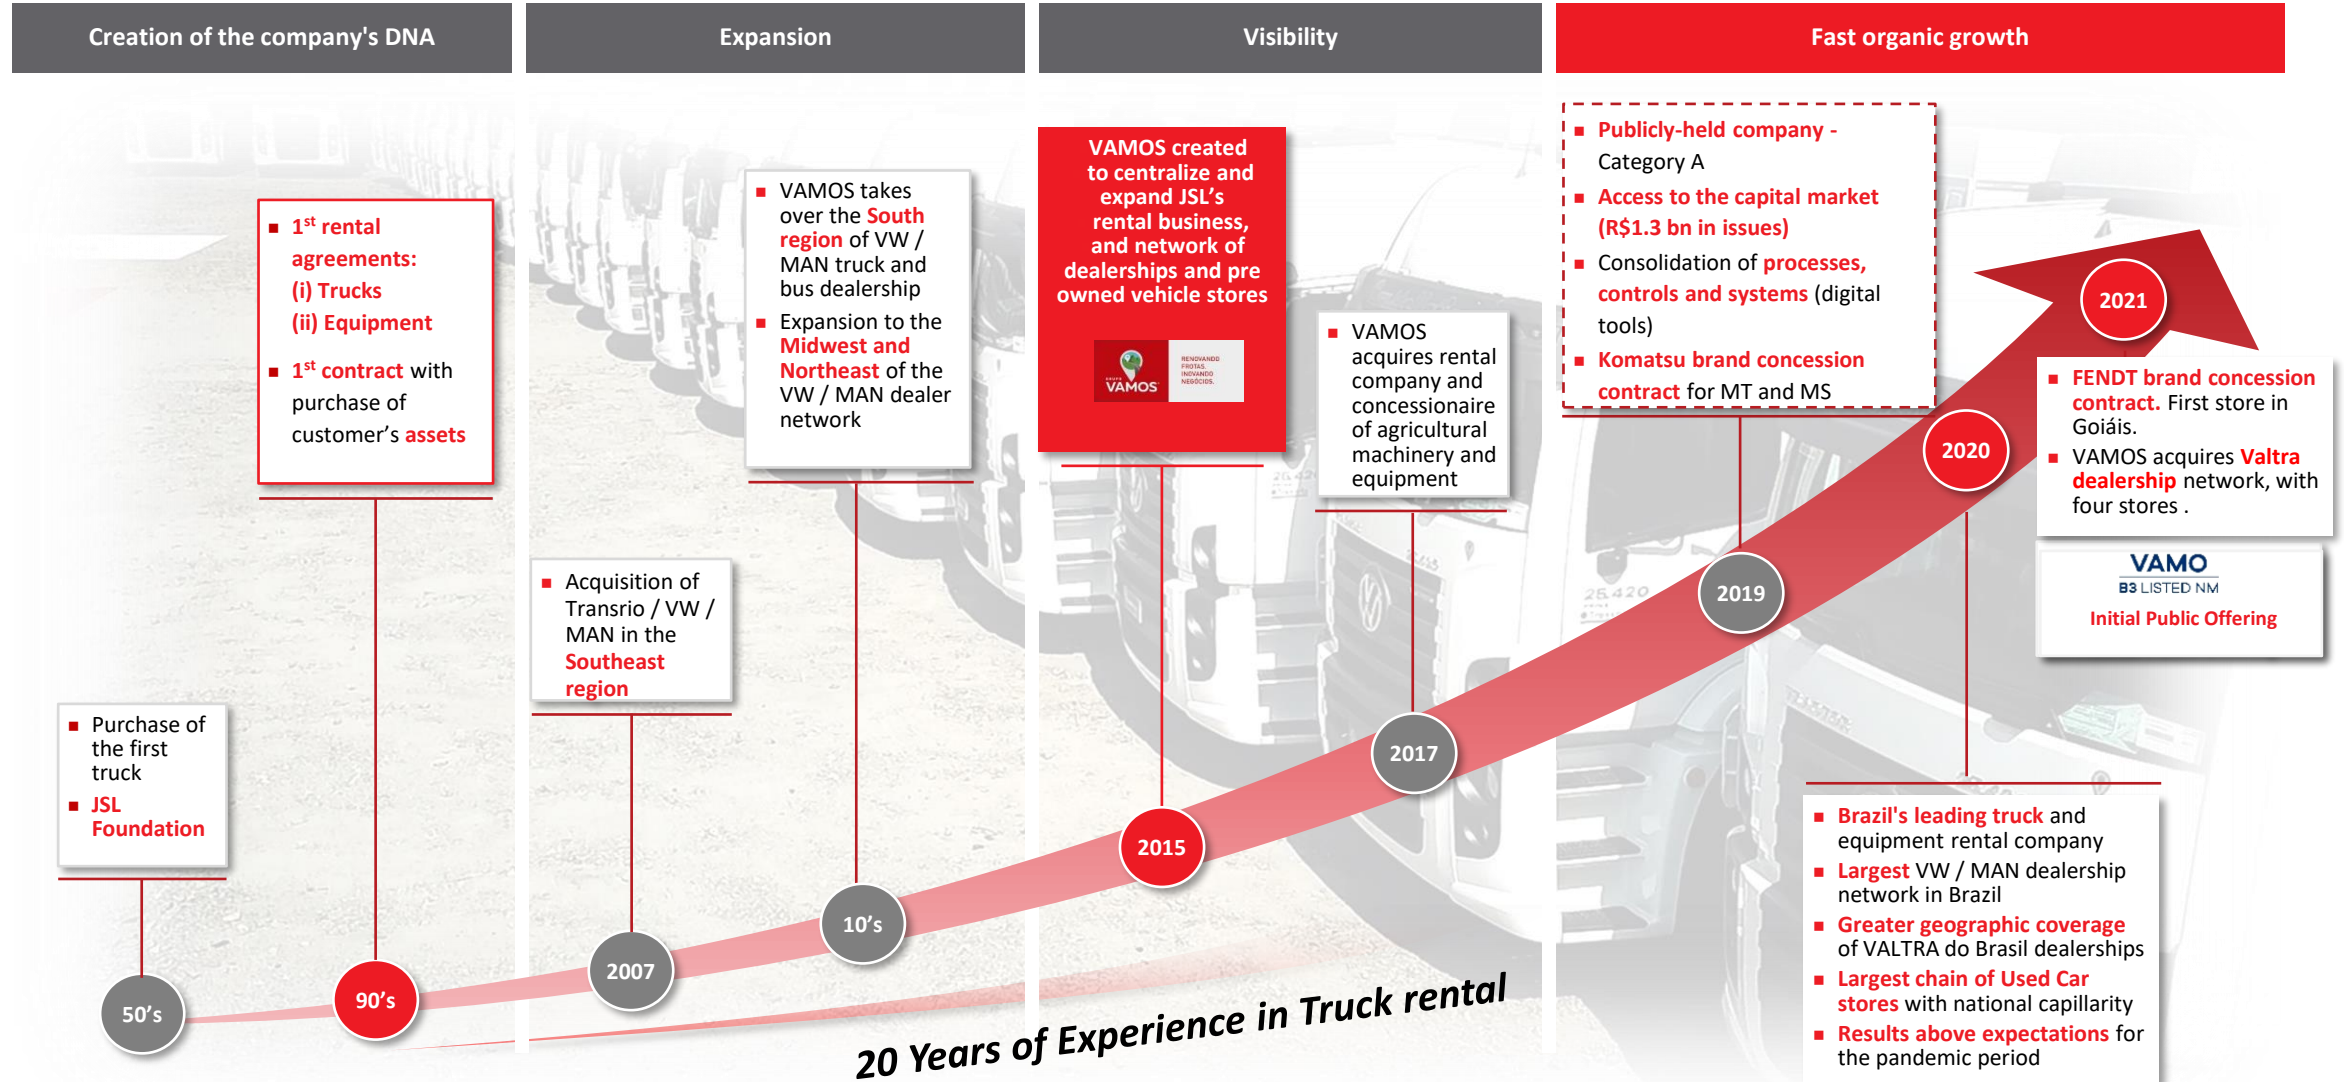 Creation of the company's DNA
Expansion
Visibility
Fast organic growth
Purchase of
the first
truck
JSL
Foundation
50's
1st rental
agreements:
(i) Trucks
(ii) Equipment
1st contract with
purchase of
customer's assets
90's
Acquisition of
Transrio / VW /
MAN in the
Southeast
region
2007
VAMOS takes
over the South
region of VW /
MAN truck and
bus dealership
Expansion to the
Midwest and
Northeast of the
VW / MAN dealer
network
10's
VAMOS created
to centralize and
expand JSL's
rental business,
and network of
dealerships and pre
owned vehicle stores
GRUPO
VAMOS
RENOVANDO
FROTAS.
INOVANDO
NEGÓCIOS.
2015
VAMOS
acquires rental
company and
concessionaire
of agricultural
machinery and
equipment
2017
Publicly-held company -
Category A
Access to the capital market
(R$1.3 bn in issues)
Consolidation of processes,
controls and systems (digital
tools)
Komatsu brand concession
contract for MT and MS
2019
2020
Brazil's leading truck and
equipment rental company
Largest VW / MAN dealership
network in Brazil
Greater geographic coverage
of VALTRA do Brasil dealerships
Largest chain of Used Car
stores with national capillarity
Results above expectations for
the pandemic period
2021
FENDT brand concession
contract. First store in
Goiáis.
VAMOS acquires Valtra
dealership network, with
four stores .
VAMO
B3 LISTED NM
Initial Public Offering
25.420
20 Years of Experience in Truck rental